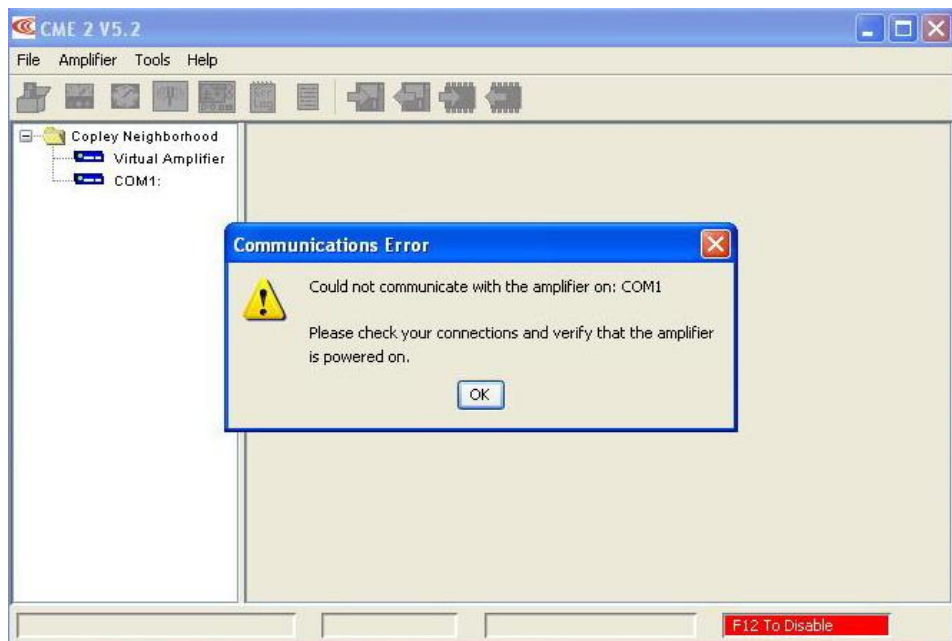 CME 2 V5.2
File Amplifier Tools Help
Copley Neighborhood
Virtual Amplifier
COM1:
Communications Error
Could not communicate with the amplifier on: COM1
Please check your connections and verify that the amplifier
is powered on.
OK
F12 To Disable